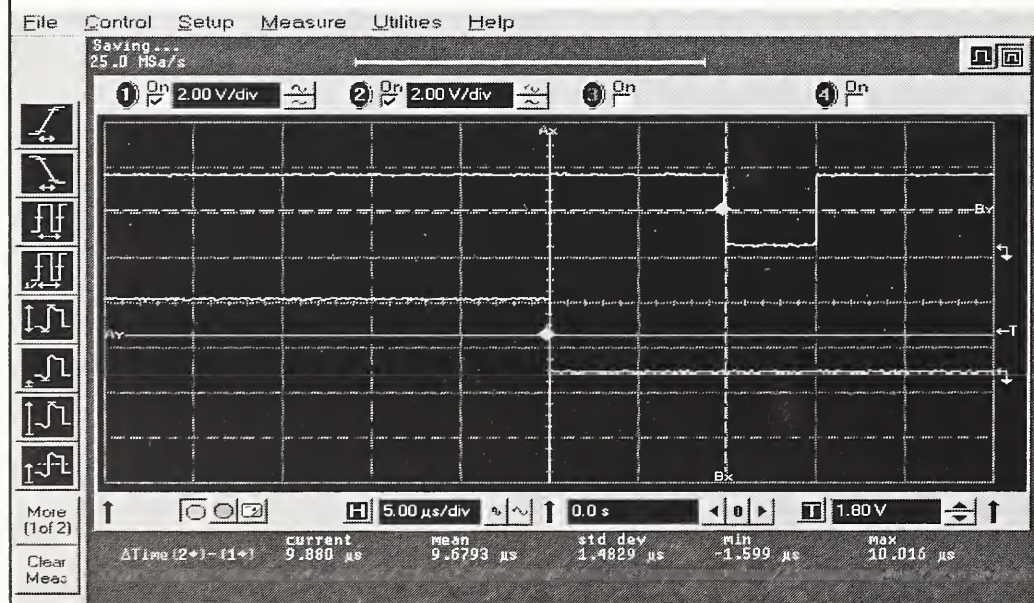 File Control Setup Measure Utilities Help
Saving...
25.0 MSa/s
1 On 2.00 V/div 2 On 2.00 V/div 3 On 4 On
Ax
By
Ay
T
Bx
More
(1of 2)
H 5.00 µs/div 0.0 s 0 T 1.80 V
Clear
Meas
current mean std dev min max
ΔTime(2)-(1) 9.880 µs 9.6793 µs 1.4829 µs -1.599 µs 10.016 µs